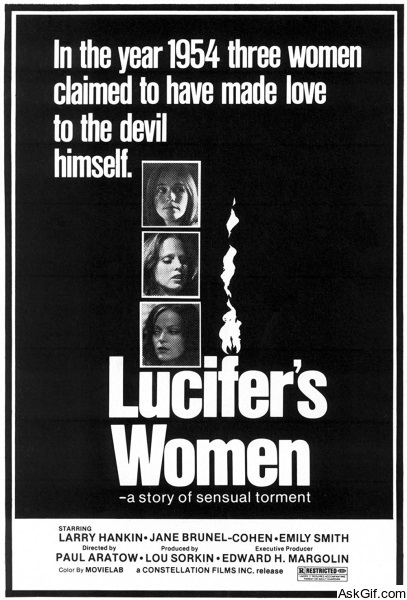 In the year 1954 three women
claimed to have made love
to the devil
himself.
Lucifer's
Women
–a story of sensual torment
STARRING
LARRY HANKIN • JANE BRUNEL-COHEN • EMILY SMITH
Directed by Produced by Executive Producer
PAUL ARATOW • LOU SORKIN • EDWARD H. MARGOLIN
Color By MOVIELAB a CONSTELLATION FILMS INC. release
R RESTRICTED
AskGif.com